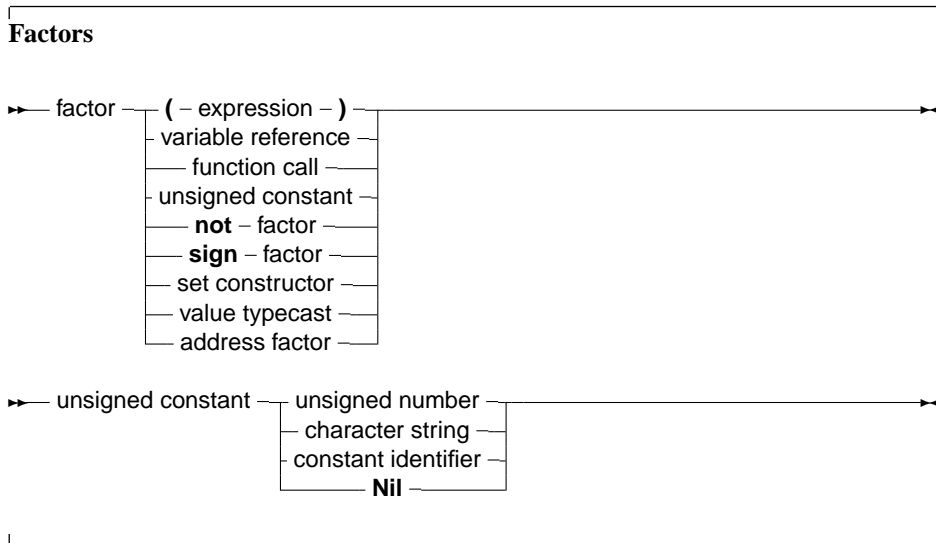 Factors
factor ( expression )
variable reference
function call
unsigned constant
not factor
sign factor
set constructor
value typecast
address factor
unsigned constant unsigned number
character string
constant identifier
Nil